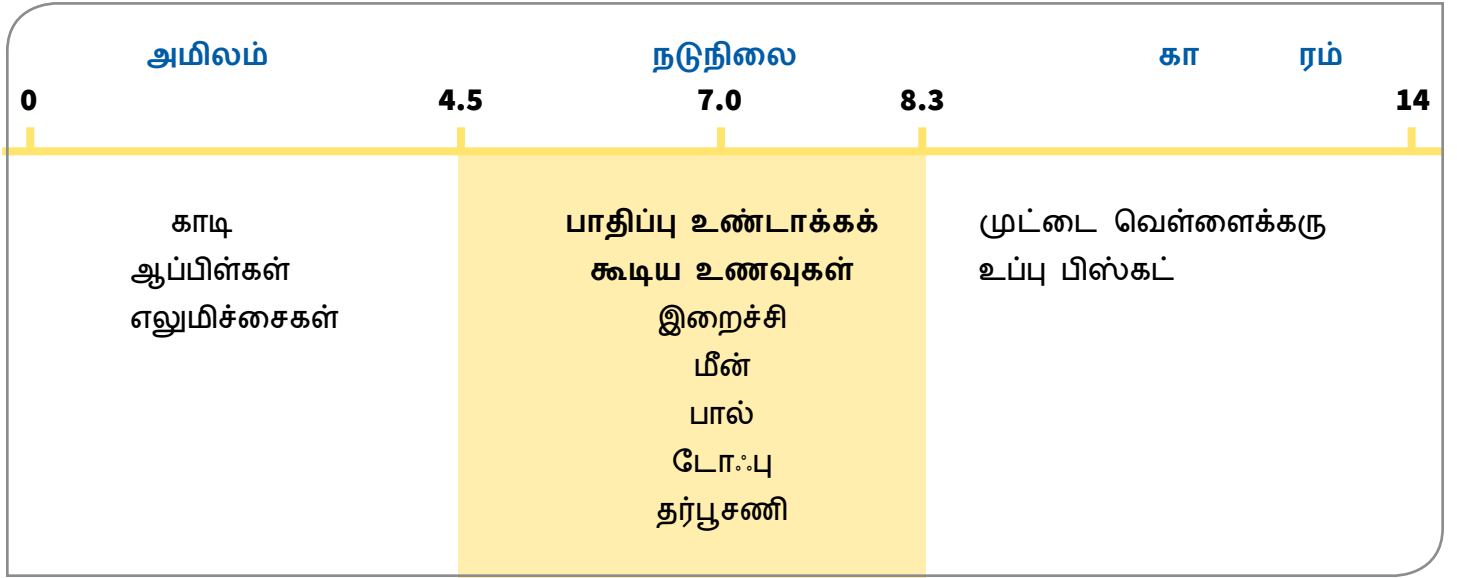 அமிலம் நடுநிலை கா ரம்
0 4.5 7.0 8.3 14
காடி
ஆப்பிள்கள்
எலுமிச்சைகள்
பாதிப்பு உண்டாக்கக்
கூடிய உணவுகள்
இறைச்சி
மீன்
பால்
டோஃபு
தர்பூசணி
முட்டை வெள்ளைக்கரு
உப்பு பிஸ்கட்